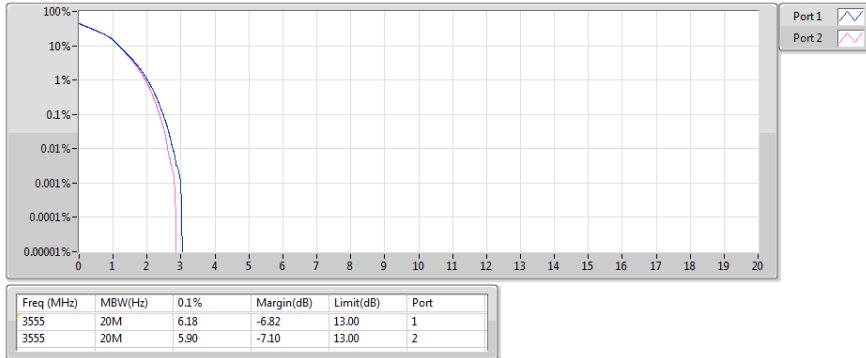 100%
10%
1%
0.1%
0.01%
0.001%
0.0001%
0.00001%
0 1 2 3 4 5 6 7 8 9 10 11 12 13 14 15 16 17 18 19 20
Port 1
Port 2
Freq (MHz) MBW(Hz) 0.1% Margin(dB) Limit(dB) Port
3555 20M 6.18 -6.82 13.00 1
3555 20M 5.90 -7.10 13.00 2